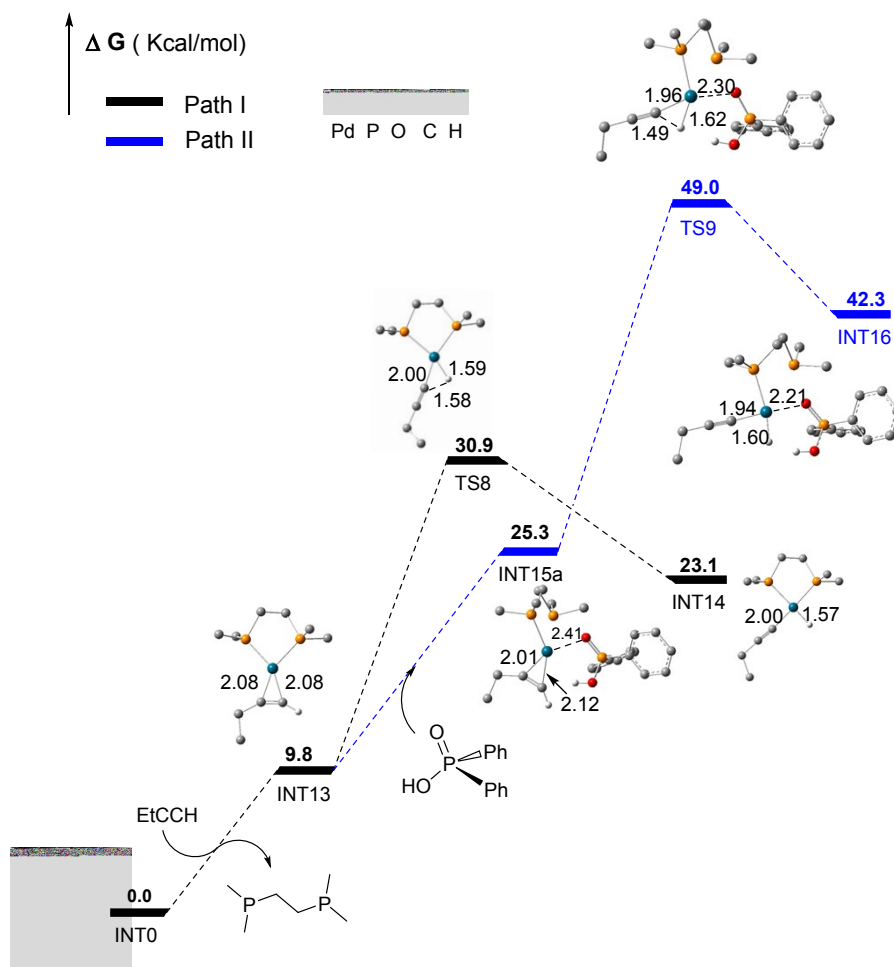 Δ G ( Kcal/mol)
Path I
Path II
Pd P O C H
1.96
2.30
1.62
1.49
49.0
TS9
42.3
INT16
2.00
1.59
1.58
30.9
TS8
2.21
1.94
1.60
25.3
INT15a
23.1
INT14
2.00
1.57
2.41
2.01
2.12
2.08
2.08
9.8
INT13
O
P
Ph
HO
Ph
EtCCH
0.0
INT0
P
P